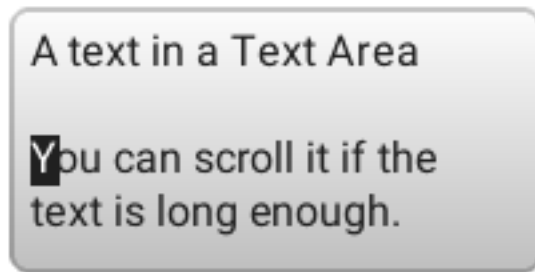 A text in a Text Area
You can scroll it if the
text is long enough.